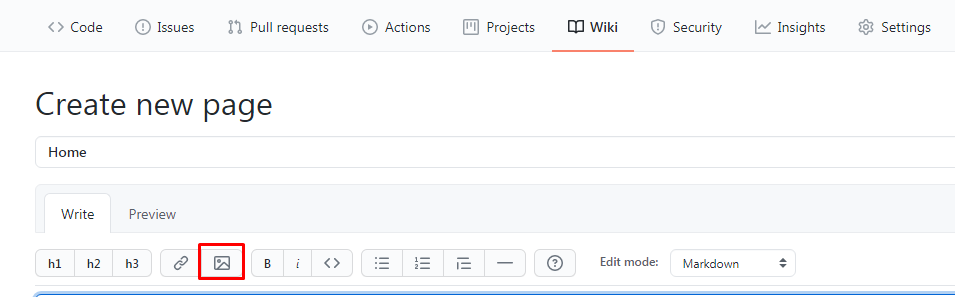 Code Issues Pull requests Actions Projects Wiki Security Insights Settings
Create new page
Home
Write Preview
h1 h2 h3 B i Edit mode: Markdown